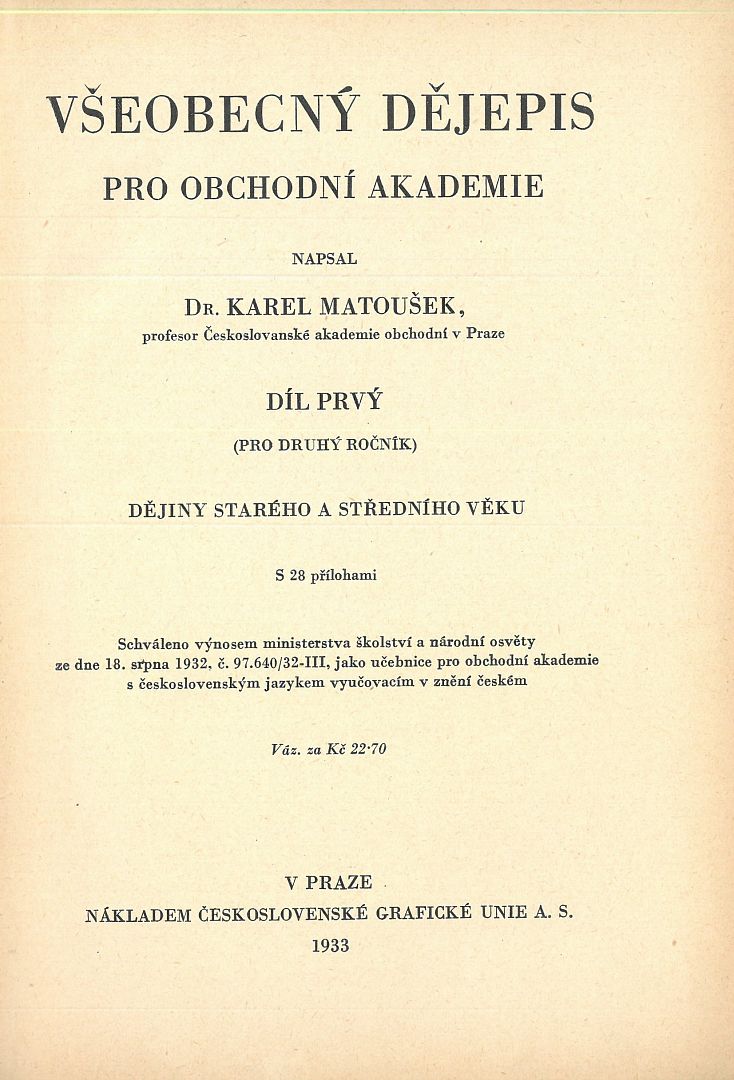 VŠEOBECNÝ DĚJEPIS
PRO OBCHODNÍ AKADEMIE
NAPSAL
DR. KAREL MATOUŠEK,
profesor Českoslovanské akademie obchodní v Praze
DÍL PRVÝ
(PRO DRUHÝ ROČNÍK)
DĚJINY STARÉHO A STŘEDNÍHO VĚKU
S 28 přílohami
Schváleno výnosem ministerstva školství a národní osvěty
ze dne 18. srpna 1932, č. 97.640/32-III, jako učebnice pro obchodní akademie
s československým jazykem vyučovacím v znění českém
Váz. za Kč 22·70
V PRAZE
NÁKLADEM ČESKOSLOVENSKÉ GRAFICKÉ UNIE A. S.
1933